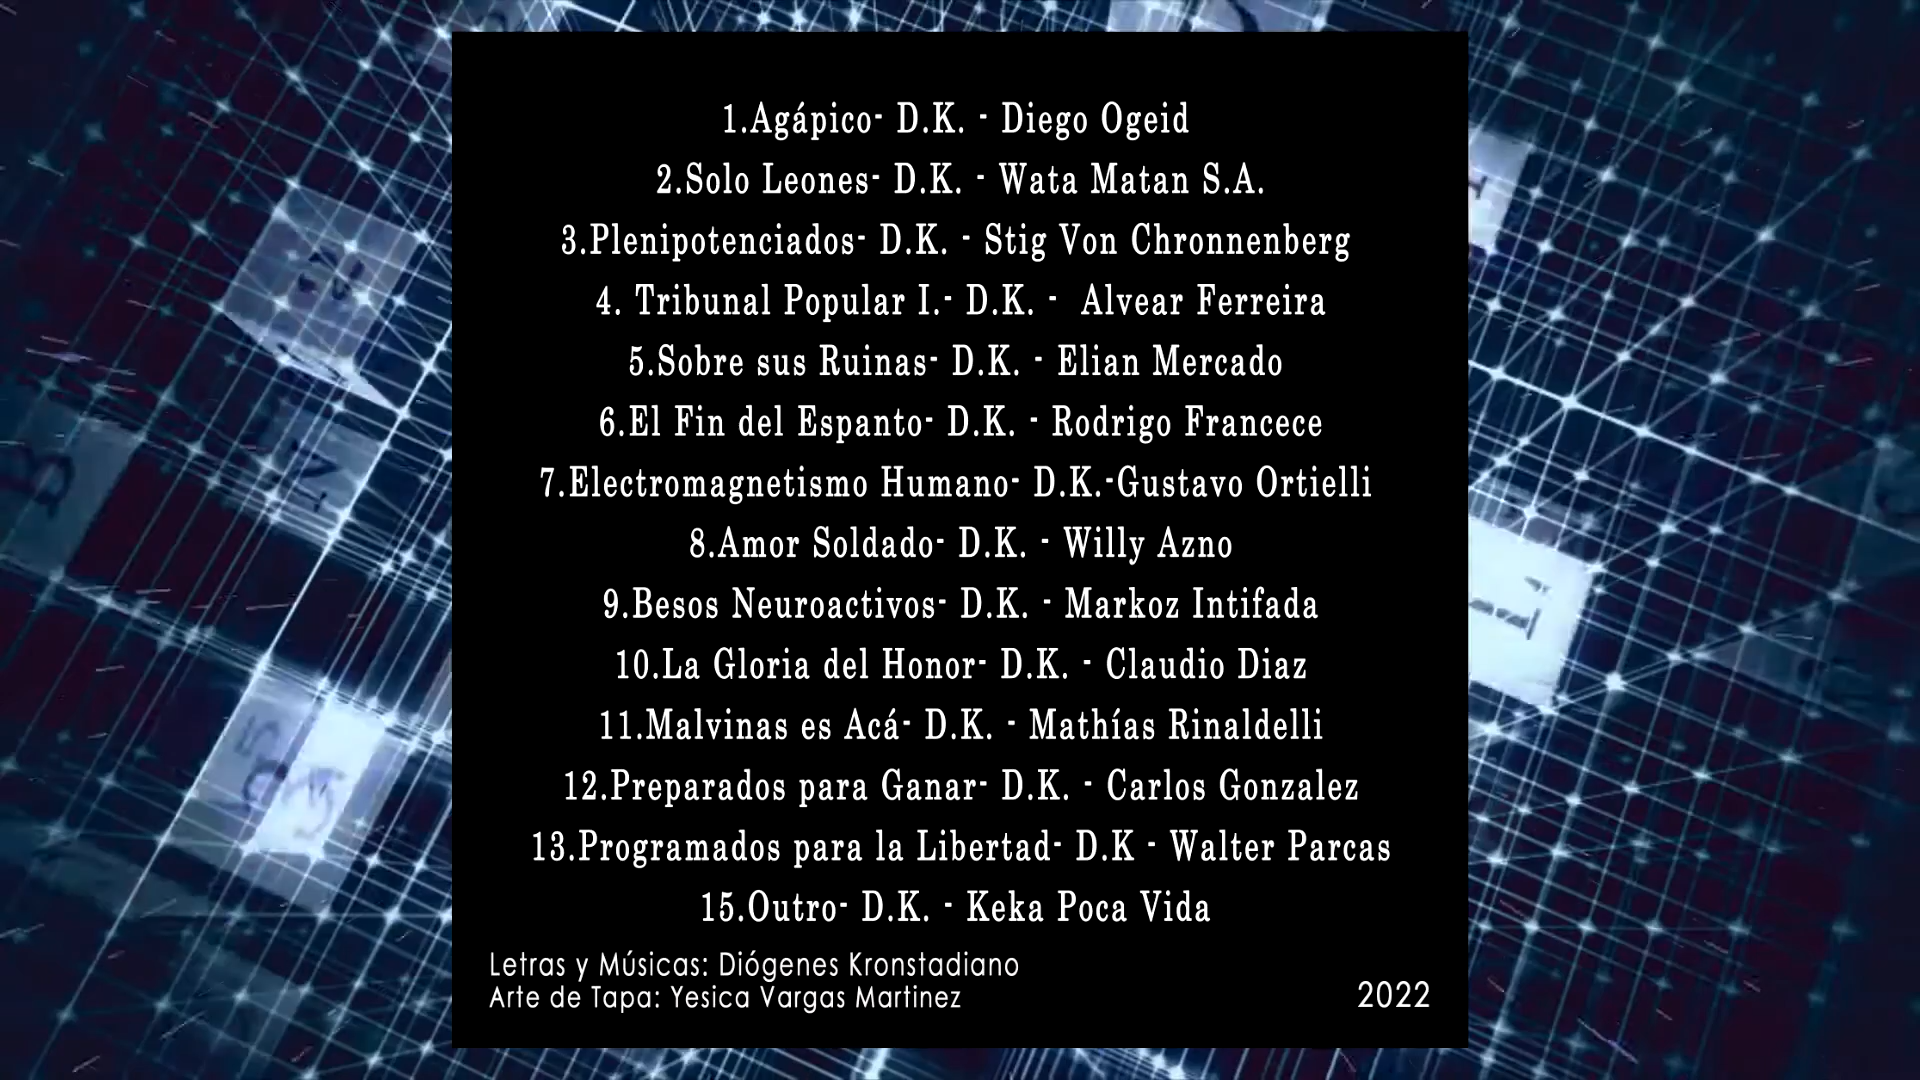 1.Agápico- D.K. - Diego Ogeid
2.Solo Leones- D.K. - Wata Matan S.A.
3.Plenipotenciados- D.K. - Stig Von Chronnenberg
4. Tribunal Popular I.- D.K. - Alvear Ferreira
5.Sobre sus Ruinas- D.K. - Elian Mercado
6.El Fin del Espanto- D.K. - Rodrigo Francece
7.Electromagnetismo Humano- D.K.-Gustavo Ortielli
8.Amor Soldado- D.K. - Willy Azno
9.Besos Neuroactivos- D.K. - Markoz Intifada
10.La Gloria del Honor- D.K. - Claudio Diaz
11.Malvinas es Acá- D.K. - Mathías Rinaldelli
12.Preparados para Ganar- D.K. - Carlos Gonzalez
13.Programados para la Libertad- D.K - Walter Parcas
15.Outro- D.K. - Keka Poca Vida
Letras y Músicas: Diógenes Kronstadiano
Arte de Tapa: Yesica Vargas Martinez
2022